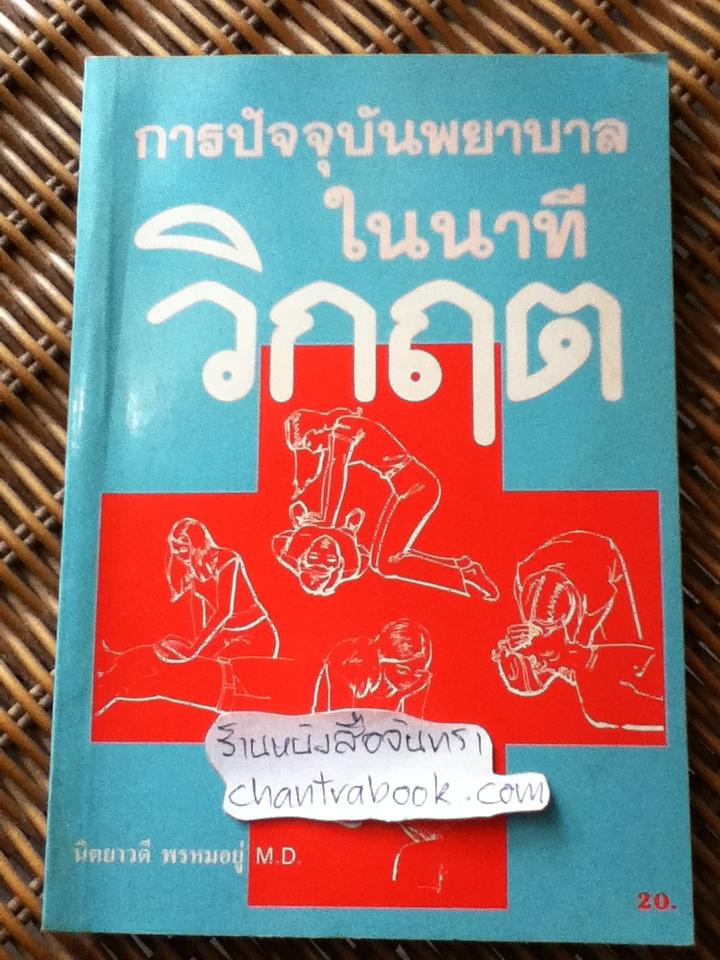 การปัจจุบันพยาบาล
ในนาที
วิกฤต
ร้านหนังสือจันทรา
chantrabook.com
นิตยาวดี พรหมอยู่ M.D.
20.